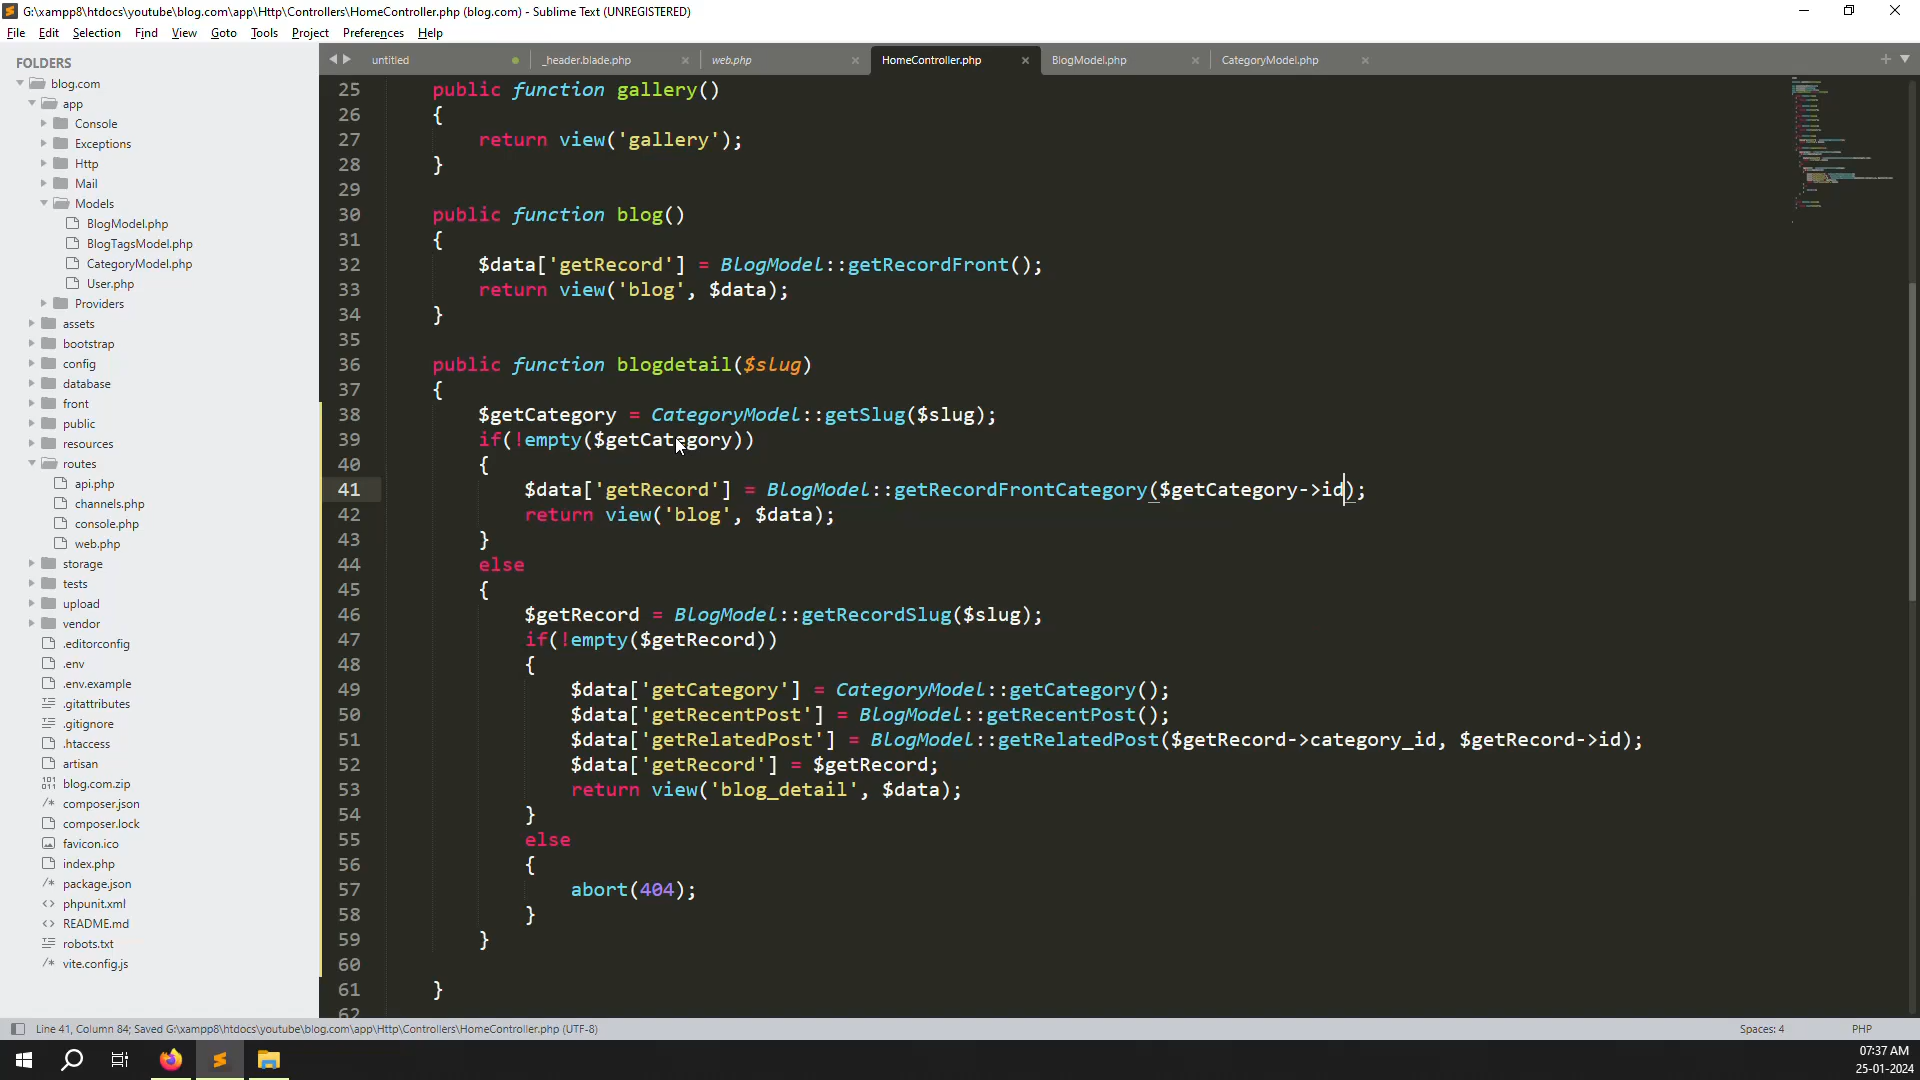 G:\xampp8\htdocs\youtube\blog.com\app\Http\Controllers\HomeController.php (blog.com) - Sublime Text (UNREGISTERED)
File Edit Selection Find View Goto Tools Project Preferences Help
FOLDERS
blog.com
app
Console
Exceptions
Http
Mail
Models
BlogModel.php
BlogTagsModel.php
CategoryModel.php
User.php
Providers
assets
bootstrap
config
database
front
public
resources
routes
api.php
channels.php
console.php
web.php
storage
tests
upload
vendor
.editorconfig
.env
.env.example
.gitattributes
.gitignore
.htaccess
artisan
blog.com.zip
composer.json
composer.lock
favicon.ico
index.php
package.json
phpunit.xml
README.md
robots.txt
vite.config.js
untitled _header.blade.php web.php HomeController.php BlogModel.php CategoryModel.php
25 public function gallery()
26 {
27 return view('gallery');
28 }
29
30 public function blog()
31 {
32 $data['getRecord'] = BlogModel::getRecordFront();
33 return view('blog', $data);
34 }
35
36 public function blogdetail($slug)
37 {
38 $getCategory = CategoryModel::getSlug($slug);
39 if(!empty($getCategory))
40 {
41 $data['getRecord'] = BlogModel::getRecordFrontCategory($getCategory->id);
42 return view('blog', $data);
43 }
44 else
45 {
46 $getRecord = BlogModel::getRecordSlug($slug);
47 if(!empty($getRecord))
48 {
49 $data['getCategory'] = CategoryModel::getCategory();
50 $data['getRecentPost'] = BlogModel::getRecentPost();
51 $data['getRelatedPost'] = BlogModel::getRelatedPost($getRecord->category_id, $getRecord->id);
52 $data['getRecord'] = $getRecord;
53 return view('blog_detail', $data);
54 }
55 else
56 {
57 abort(404);
58 }
59 }
60
61 }
62
Line 41, Column 84; Saved G:\xampp8\htdocs\youtube\blog.com\app\Http\Controllers\HomeController.php (UTF-8) Spaces: 4 PHP
07:37 AM
25-01-2024